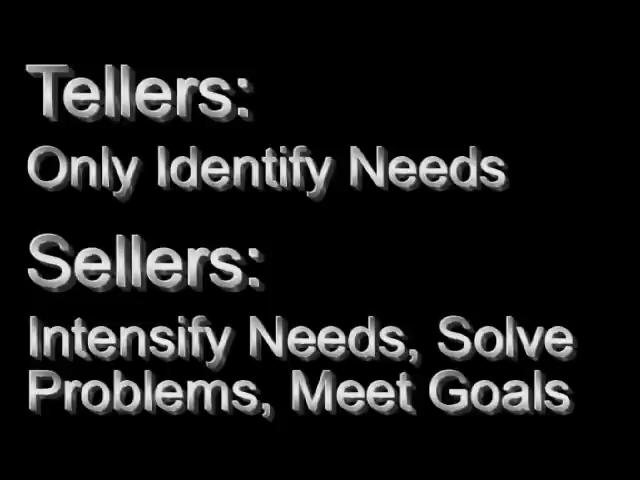 Tellers:
Only Identify Needs
Sellers:
Intensify Needs, Solve
Problems, Meet Goals